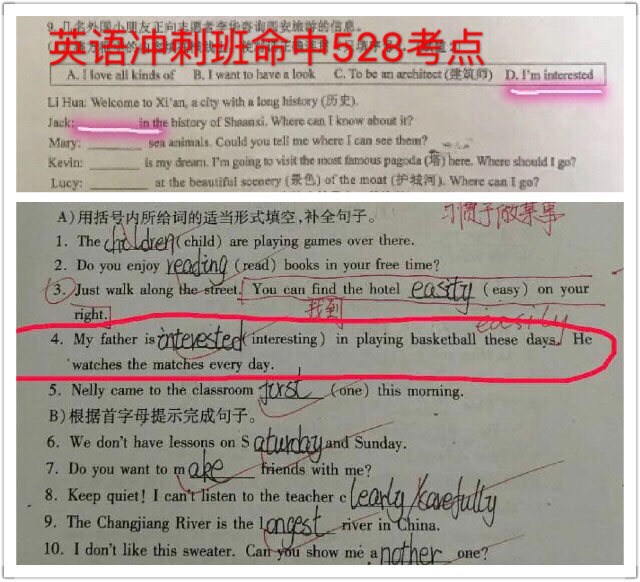 9. 几名外国小朋友正向志愿者李华咨询西安旅游的信息。
英语冲刺班命中528考点
A. I love all kinds of B. I want to have a look C. To be an architect (建筑师) D. I'm interested
Li Hua: Welcome to Xi'an, a city with a long history (历史).
Jack: ________ in the history of Shaanxi. Where can I know about it?
Mary: ________ sea animals. Could you tell me where I can see them?
Kevin: ________ is my dream. I'm going to visit the most famous pagoda (塔) here. Where should I go?
Lucy: ________ at the beautiful scenery (景色) of the moat (护城河). Where can I go?
A)用括号内所给词的适当形式填空,补全句子。
习惯于做某事
1. The children (child) are playing games over there.
2. Do you enjoy reading (read) books in your free time?
3. Just walk along the street. You can find the hotel easity (easy) on your
right.
找到
easily
4. My father is interested (interesting) in playing basketball these days. He
watches the matches every day.
5. Nelly came to the classroom first (one) this morning.
B)根据首字母提示完成句子。
6. We don't have lessons on Saturday and Sunday.
7. Do you want to make friends with me?
8. Keep quiet! I can't listen to the teacher clearly/carefully
9. The Changjiang River is the longest river in China.
10. I don't like this sweater. Can you show me another one?